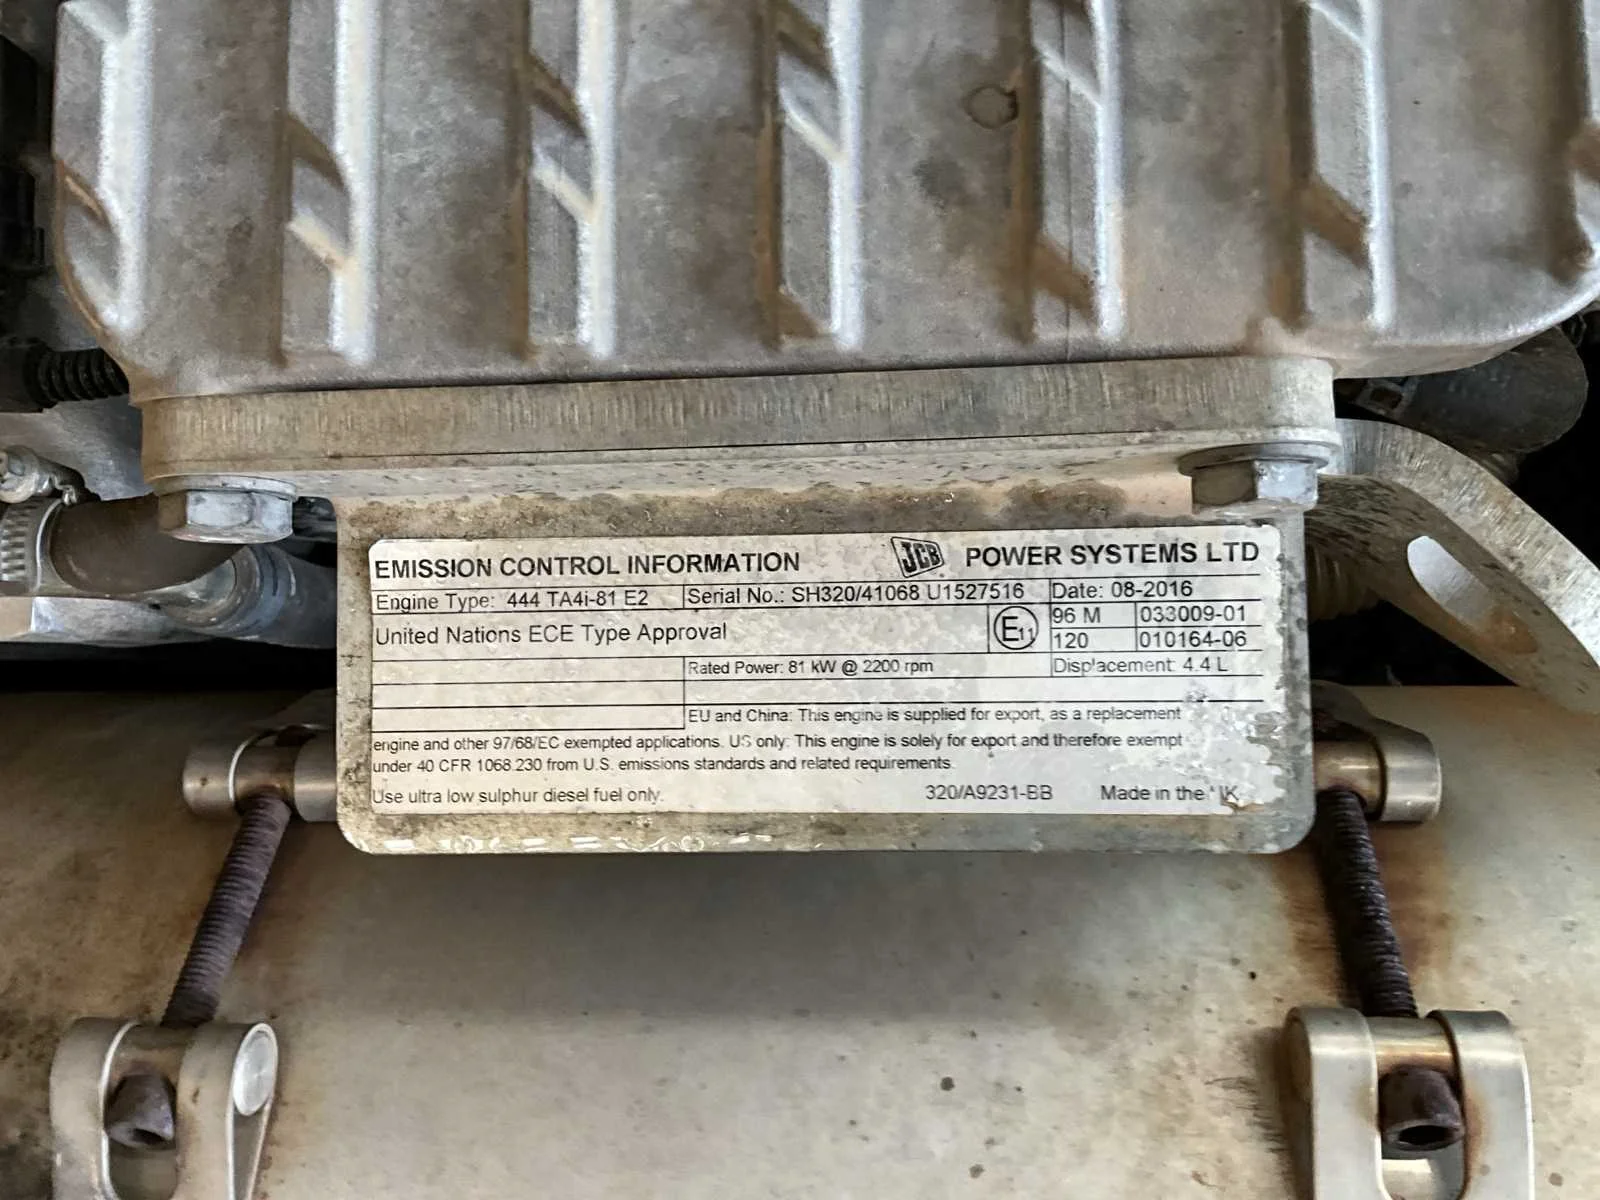 EMISSION CONTROL INFORMATION JCB POWER SYSTEMS LTD
Engine Type: 444 TA4i-81 E2 Serial No.: SH320/41068 U1527516 Date: 08-2016
United Nations ECE Type Approval E11 96 M 033009-01
120 010164-06
Rated Power: 81 kW @ 2200 rpm Displacement: 4.4 L
EU and China: This engine is supplied for export, as a replacement
engine and other 97/68/EC exempted applications. US only: This engine is solely for export and therefore exempt
under 40 CFR 1068.230 from U.S. emissions standards and related requirements.
Use ultra low sulphur diesel fuel only. 320/A9231-BB Made in the UK